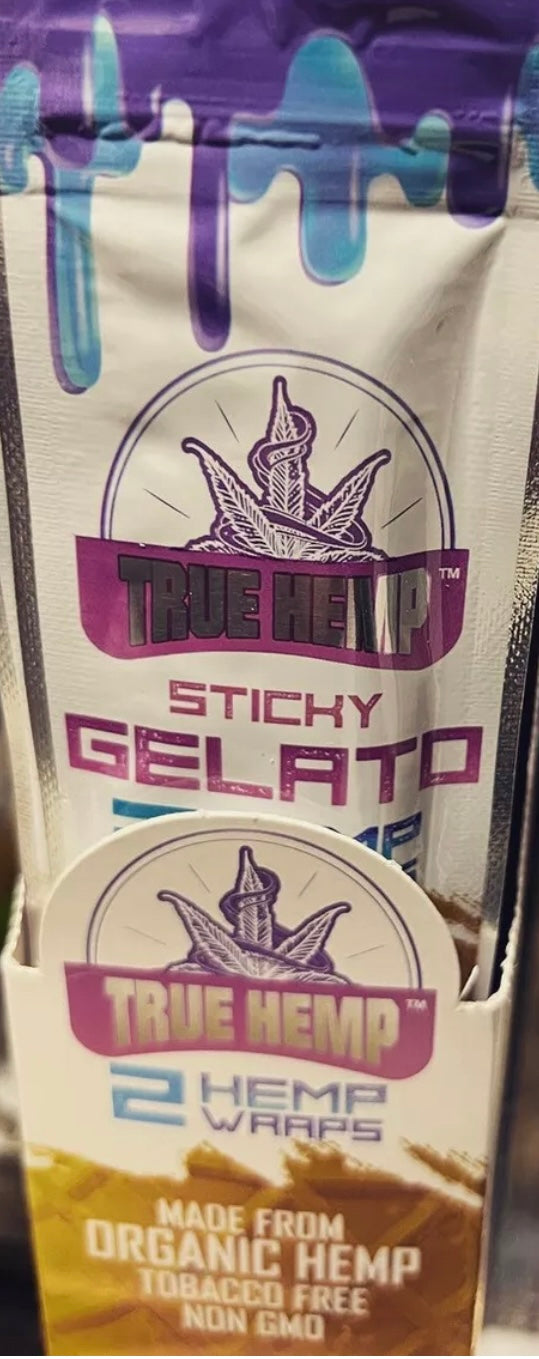 TRUE HEMP™
STICKY
GELATO
TRUE HEMP™
2 HEMP
WRAPS
MADE FROM
ORGANIC HEMP
TOBACCO FREE
NON GMO